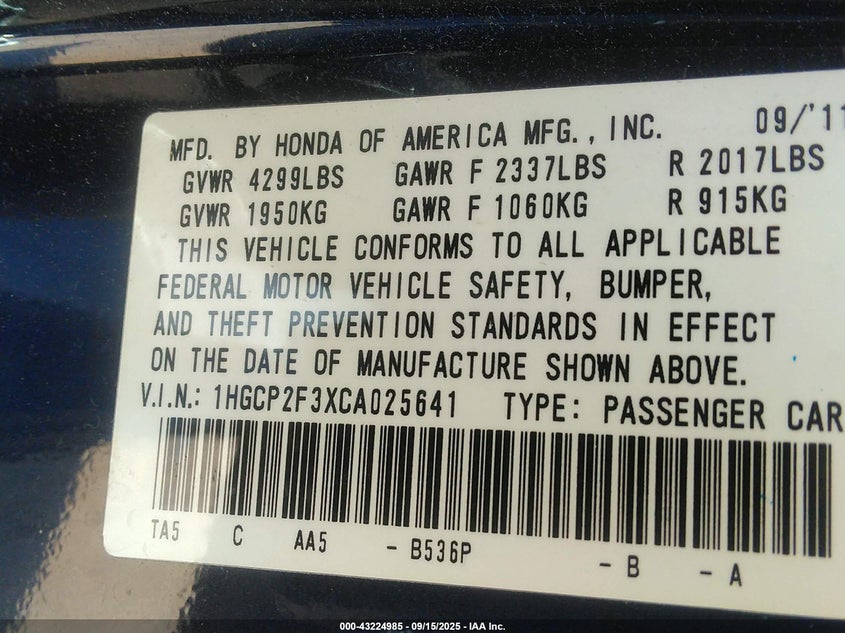 MFD. BY HONDA OF AMERICA MFG., INC. 09/'11
GVWR 4299LBS GAWR F 2337LBS R 2017LBS
GVWR 1950KG GAWR F 1060KG R 915KG
THIS VEHICLE CONFORMS TO ALL APPLICABLE
FEDERAL MOTOR VEHICLE SAFETY, BUMPER,
AND THEFT PREVENTION STANDARDS IN EFFECT
ON THE DATE OF MANUFACTURE SHOWN ABOVE.
V.I.N.: 1HGCP2F3XCA025641 TYPE: PASSENGER CAR
TA5 C AA5 - B536P - B - A
000-43224985 - 09/15/2025 - IAA Inc.